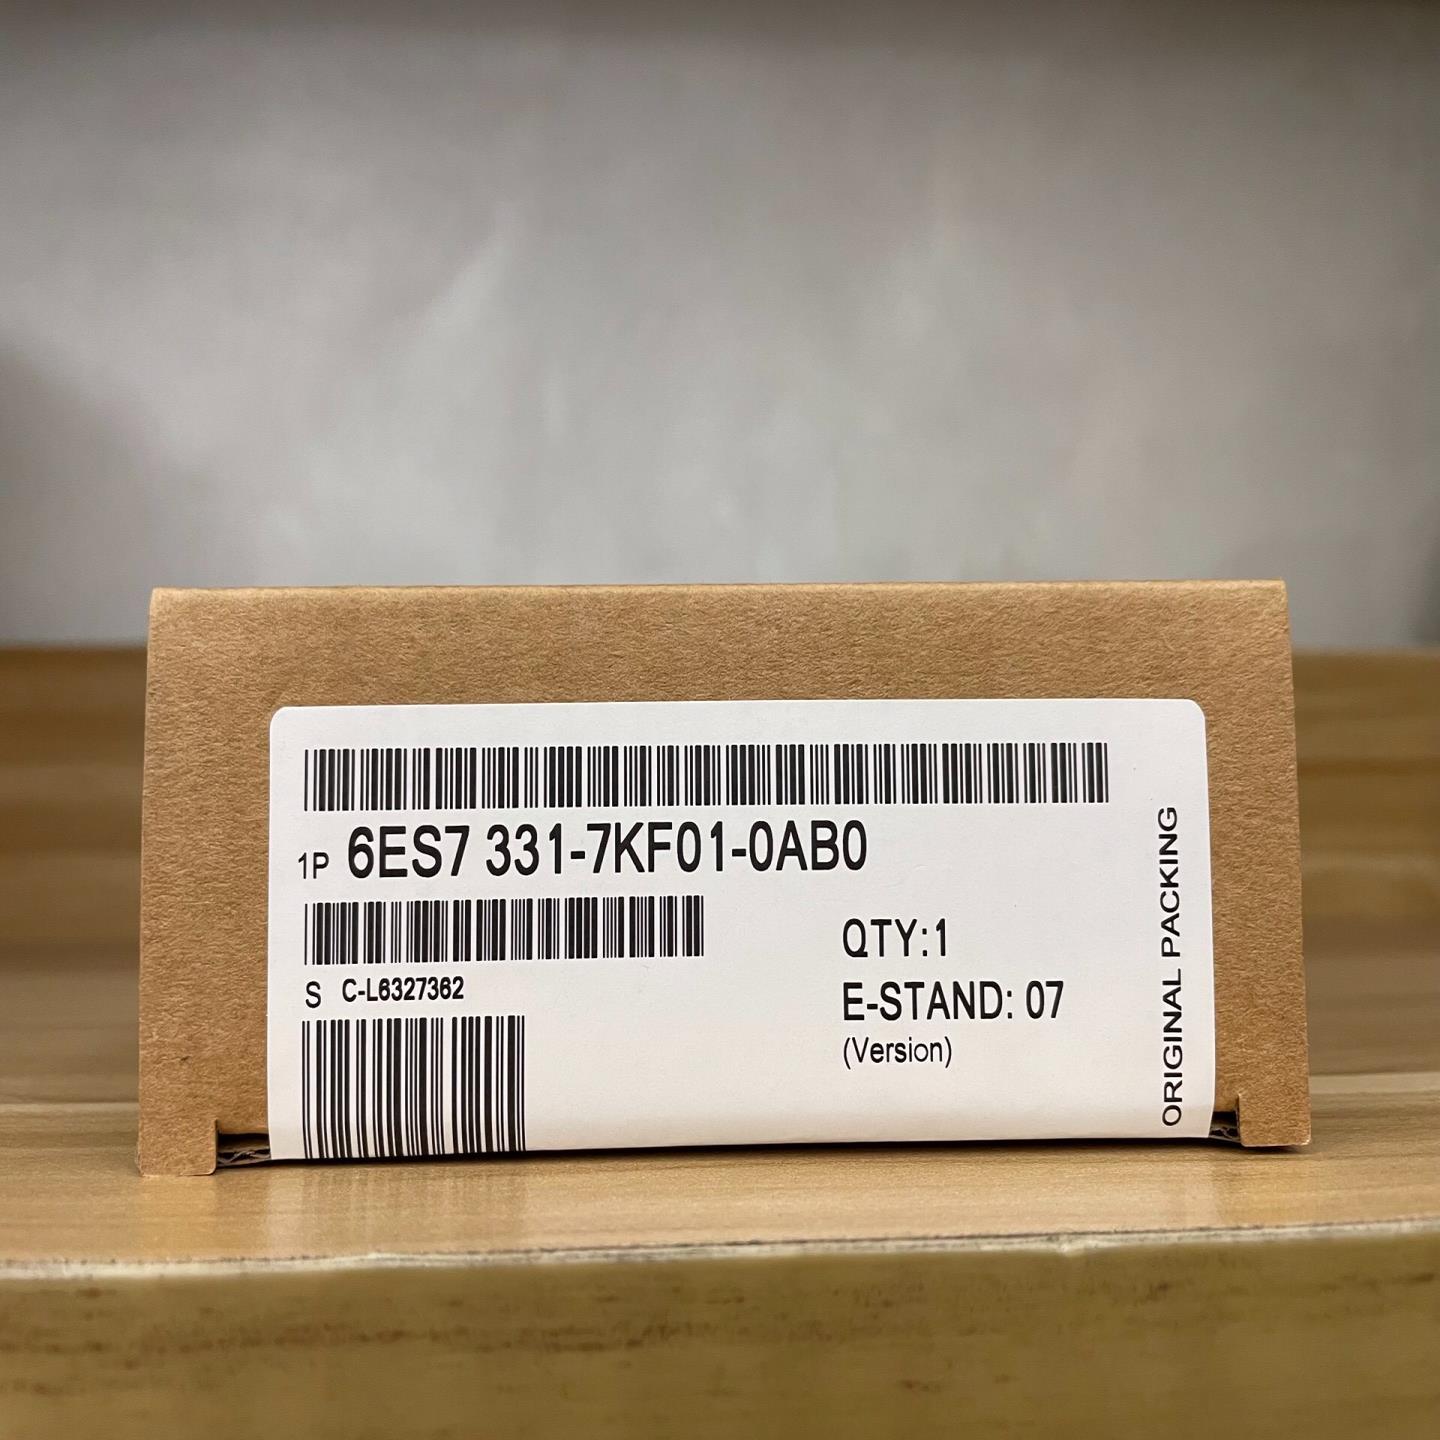 1P 6ES7 331-7KF01-0AB0
S C-L6327362
QTY:1
E-STAND: 07
(Version)
ORIGINAL PACKING